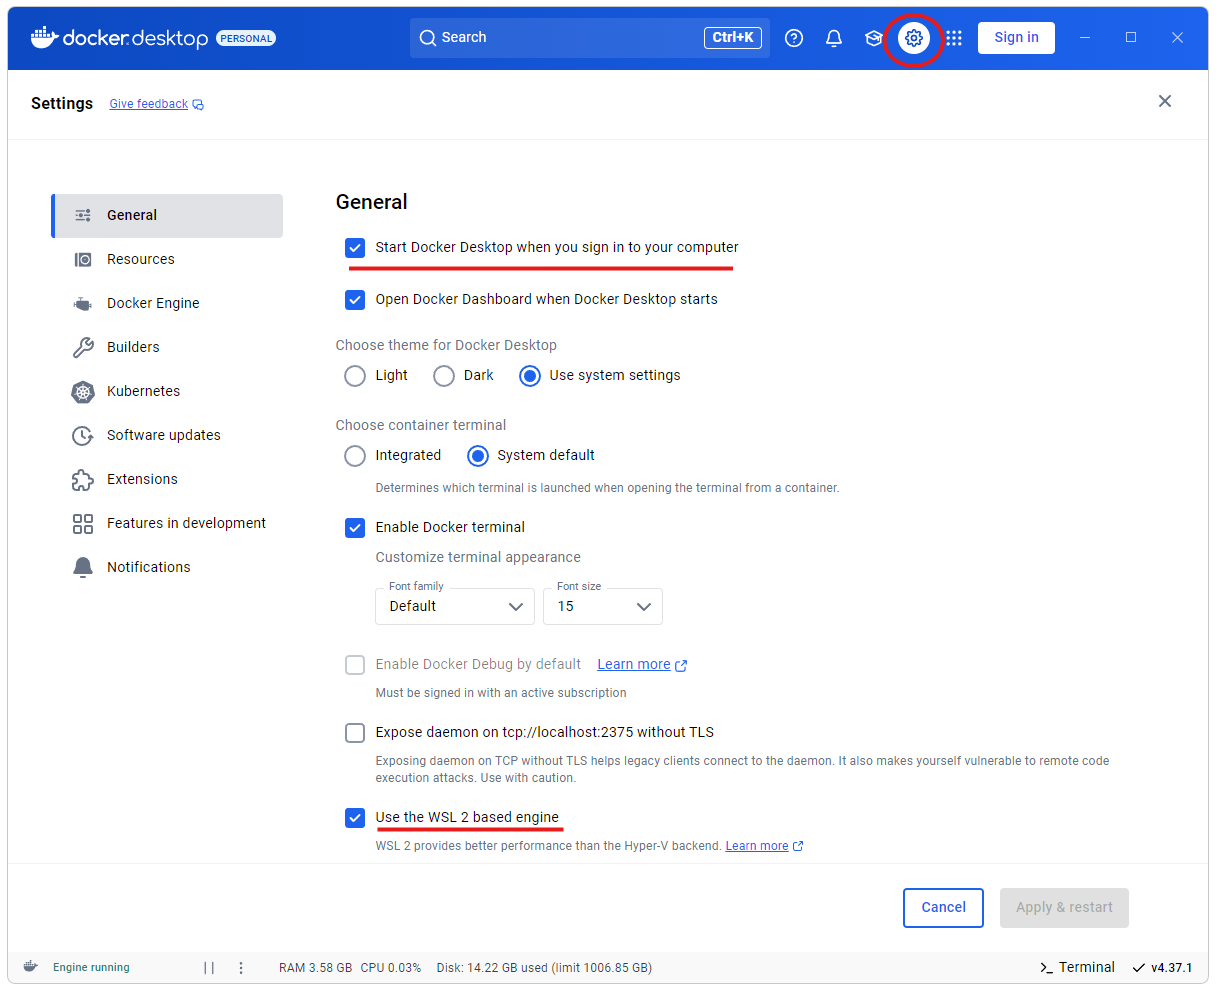 docker desktop PERSONAL Search Ctrl+K Sign in
Settings Give feedback
General
General
Start Docker Desktop when you sign in to your computer
Resources
Open Docker Dashboard when Docker Desktop starts
Docker Engine
Choose theme for Docker Desktop
Builders
Light Dark Use system settings
Kubernetes
Choose container terminal
Software updates
Integrated System default
Extensions
Determines which terminal is launched when opening the terminal from a container.
Features in development
Enable Docker terminal
Customize terminal appearance
Notifications
Font family Font size
Default 15
Enable Docker Debug by default Learn more
Must be signed in with an active subscription
Expose daemon on tcp://localhost:2375 without TLS
Exposing daemon on TCP without TLS helps legacy clients connect to the daemon. It also makes yourself vulnerable to remote code
execution attacks. Use with caution.
Use the WSL 2 based engine
WSL 2 provides better performance than the Hyper-V backend. Learn more
Cancel Apply & restart
Engine running RAM 3.58 GB CPU 0.03% Disk: 14.22 GB used (limit 1006.85 GB) Terminal v4.37.1